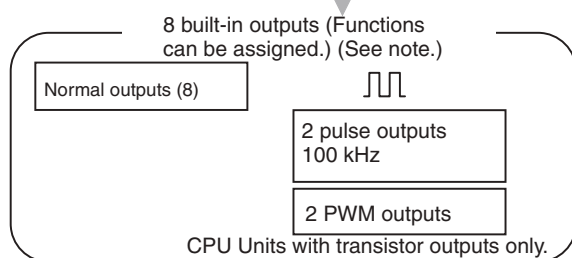 8 built-in outputs (Functions
can be assigned.) (See note.)
Normal outputs (8)
2 pulse outputs
100 kHz
2 PWM outputs
CPU Units with transistor outputs only.